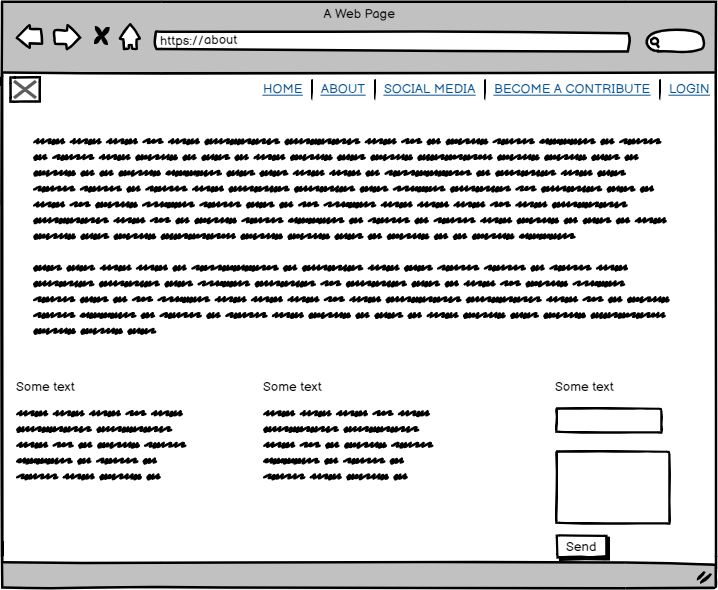 A Web Page
https://about
HOME ABOUT SOCIAL MEDIA BECOME A CONTRIBUTE LOGIN
Some text Some text Some text
Send